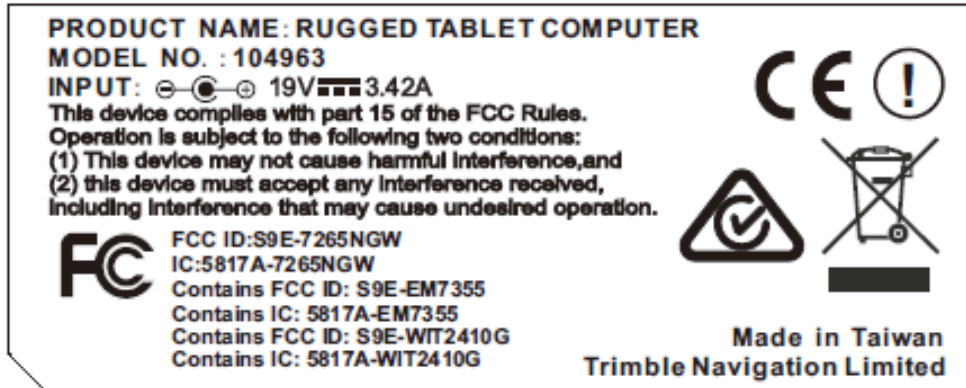 PRODUCT NAME: RUGGED TABLET COMPUTER
MODEL NO. : 104963
INPUT: 19V 3.42A
This device complies with part 15 of the FCC Rules.
Operation is subject to the following two conditions:
(1) This device may not cause harmful interference,and
(2) this device must accept any interference received,
including interference that may cause undesired operation.
FC
FCC ID:S9E-7265NGW
IC:5817A-7265NGW
Contains FCC ID: S9E-EM7355
Contains IC: 5817A-EM7355
Contains FCC ID: S9E-WIT2410G
Contains IC: 5817A-WIT2410G
CE !
Made in Taiwan
Trimble Navigation Limited